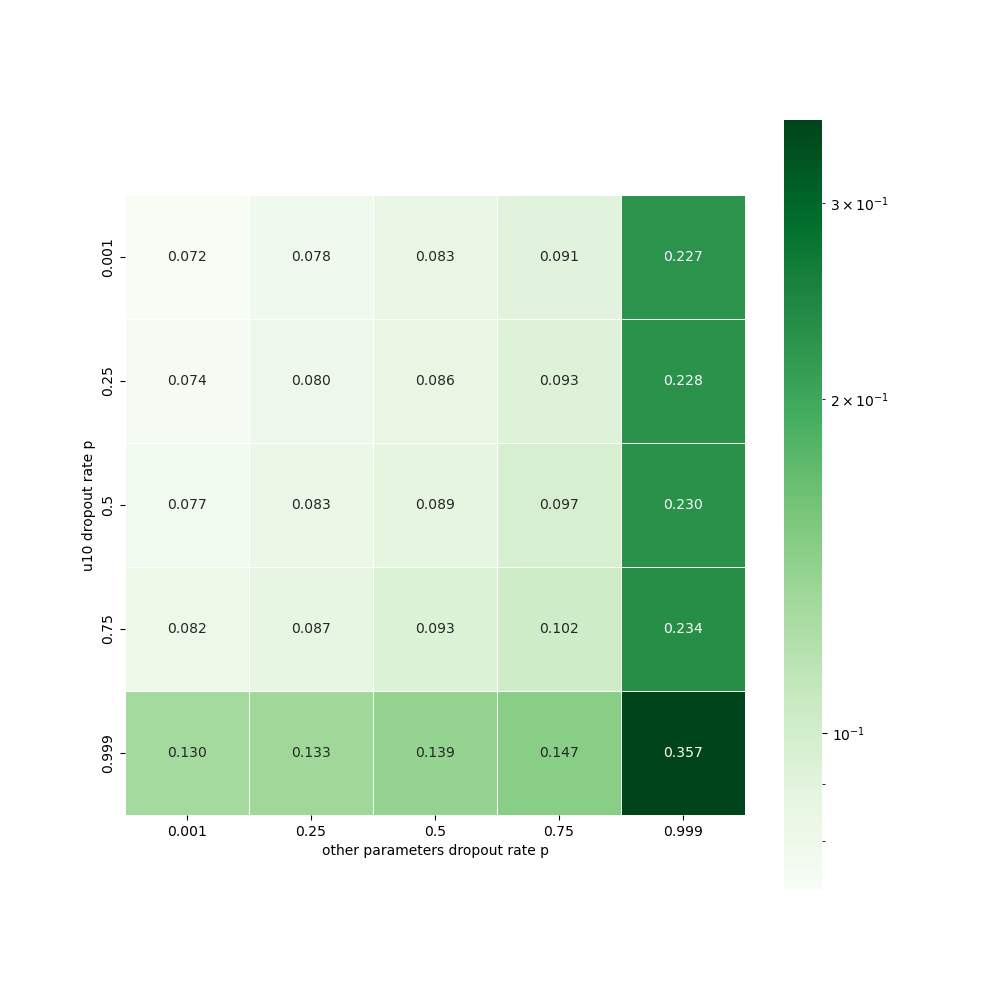 3×10⁻¹
0.001 0.072 0.078 0.083 0.091 0.227
0.25 0.074 0.080 0.086 0.093 0.228
2×10⁻¹
u10 dropout rate p
0.5 0.077 0.083 0.089 0.097 0.230
0.75 0.082 0.087 0.093 0.102 0.234
10⁻¹
0.999 0.130 0.133 0.139 0.147 0.357
0.001 0.25 0.5 0.75 0.999
other parameters dropout rate p